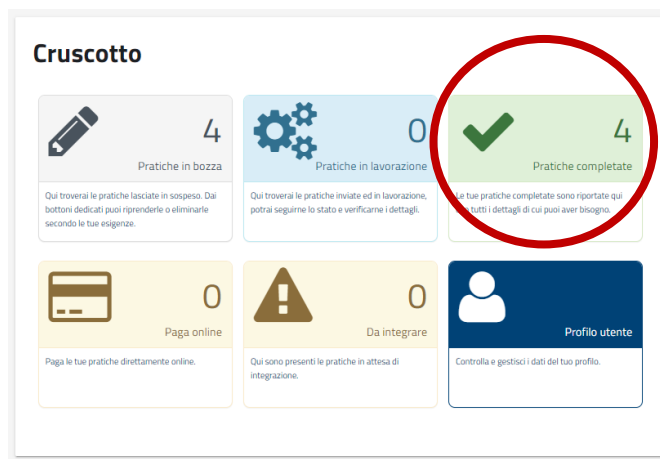 Cruscotto
4
Pratiche in bozza
Qui troverai le pratiche lasciate in sospeso. Dai
bottoni dedicati puoi riprenderle o eliminarle
secondo le tue esigenze.
0
Pratiche in lavorazione
Qui troverai le pratiche inviate ed in lavorazione,
potrai seguirne lo stato e verificarne i dettagli.
4
Pratiche completate
Le tue pratiche completate sono riportate qui
tutti i dettagli di cui puoi aver bisogno.
0
Paga online
Paga le tue pratiche direttamente online.
0
Da integrare
Qui sono presenti le pratiche in attesa di
integrazione.
Profilo utente
Controlla e gestisci i dati del tuo profilo.